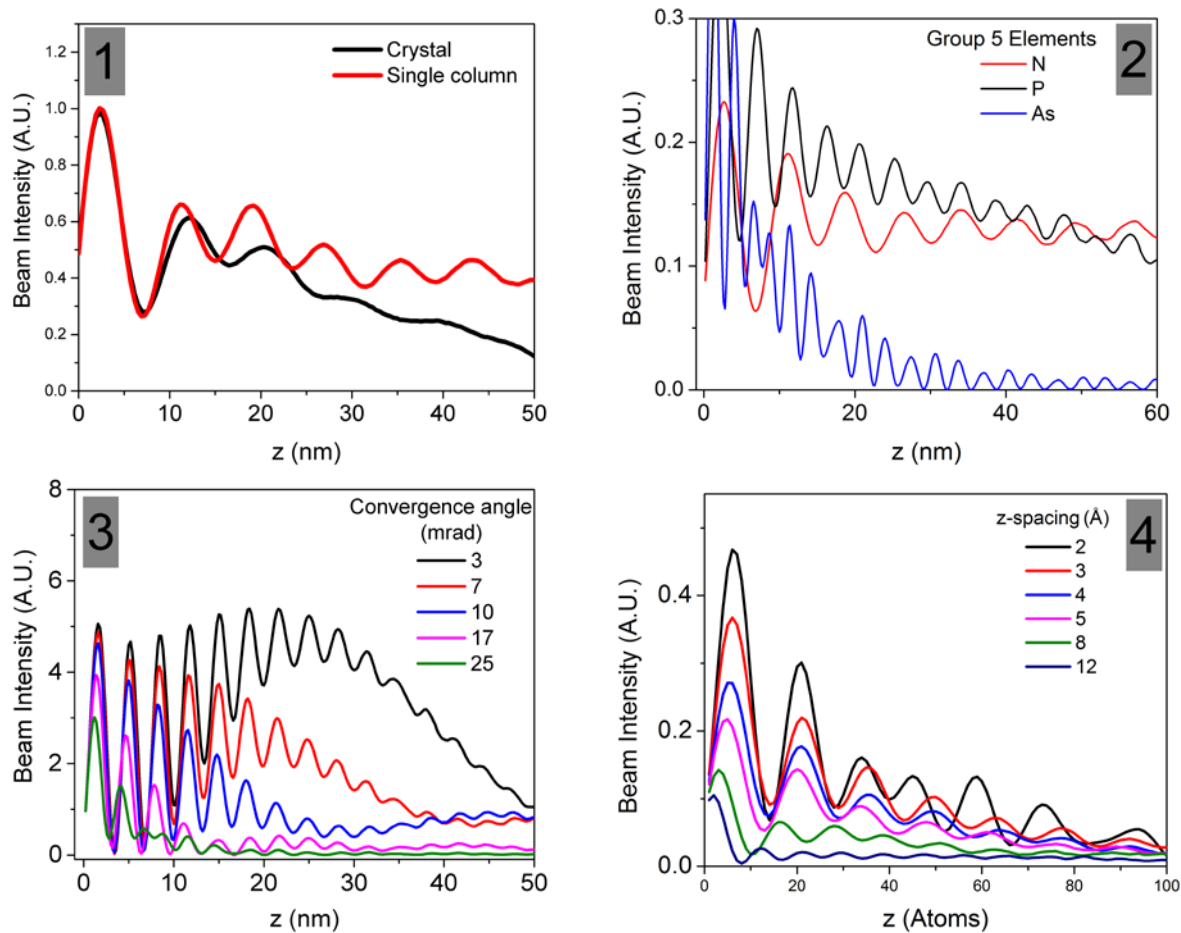 1
Crystal
Single column
Beam Intensity (A.U.)
1.2
1.0
0.8
0.6
0.4
0.2
0.0
0 10 20 30 40 50
z (nm)
2
Group 5 Elements
N
P
As
Beam Intensity (A.U.)
0.3
0.2
0.1
0.0
0 20 40 60
z (nm)
3
Convergence angle
(mrad)
3
7
10
17
25
Beam Intensity (A.U.)
8
6
4
2
0
0 10 20 30 40 50
z (nm)
4
z-spacing (Å)
2
3
4
5
8
12
Beam Intensity (A.U.)
0.4
0.2
0.0
0 20 40 60 80 100
z (Atoms)